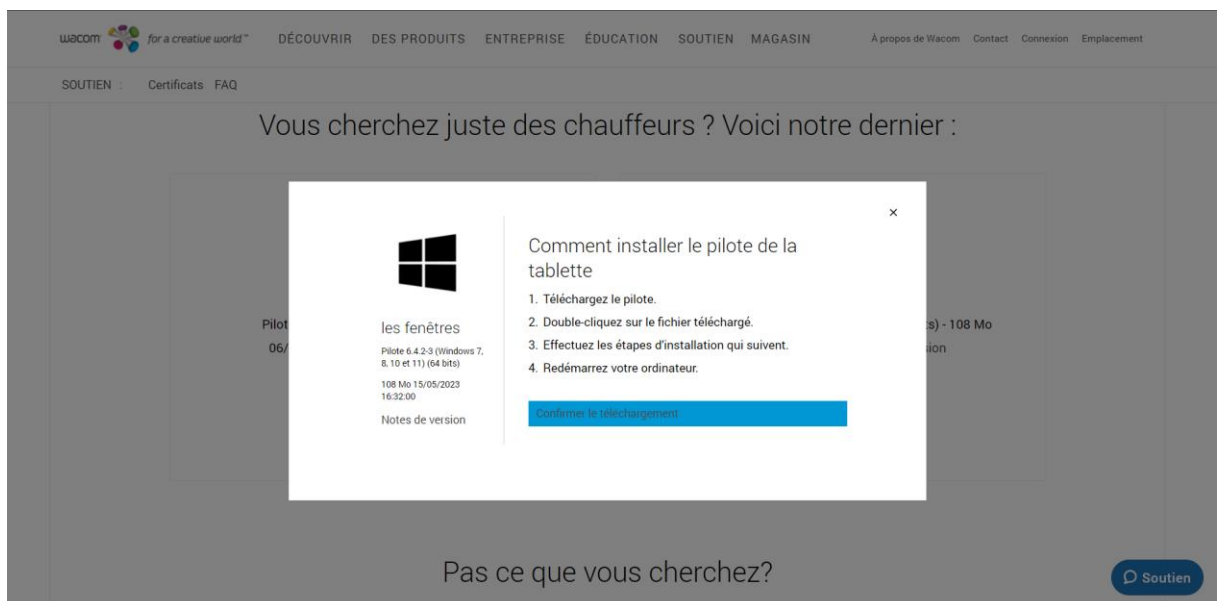 wacom for a creative world™ DÉCOUVRIR DES PRODUITS ENTREPRISE ÉDUCATION SOUTIEN MAGASIN À propos de Wacom Contact Connexion Emplacement
SOUTIEN : Certificats FAQ
Vous cherchez juste des chauffeurs ? Voici notre dernier :
×
Comment installer le pilote de la
tablette
1. Téléchargez le pilote.
2. Double-cliquez sur le fichier téléchargé.
3. Effectuez les étapes d'installation qui suivent.
4. Redémarrez votre ordinateur.
Confirmer le téléchargement
les fenêtres
Pilote 6.4.2-3 (Windows 7,
8, 10 et 11) (64 bits)
108 Mo 15/05/2023
16:32:00
Notes de version
Pilot
06/
s) - 108 Mo
sion
Pas ce que vous cherchez?
Soutien